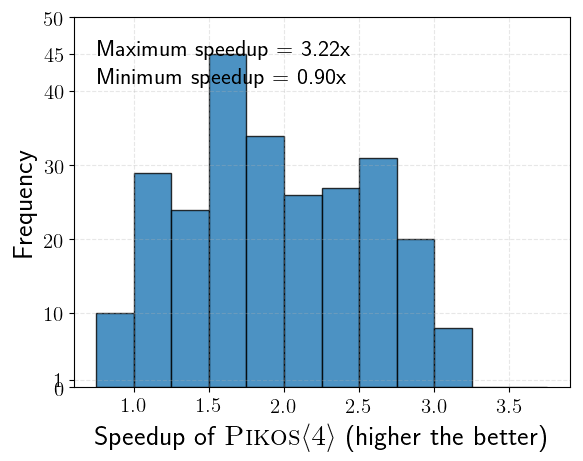 50
45
40
30
20
10
1
0
Maximum speedup = 3.22x
Minimum speedup = 0.90x
Frequency
1.0 1.5 2.0 2.5 3.0 3.5
Speedup of PIKOS⟨4⟩ (higher the better)